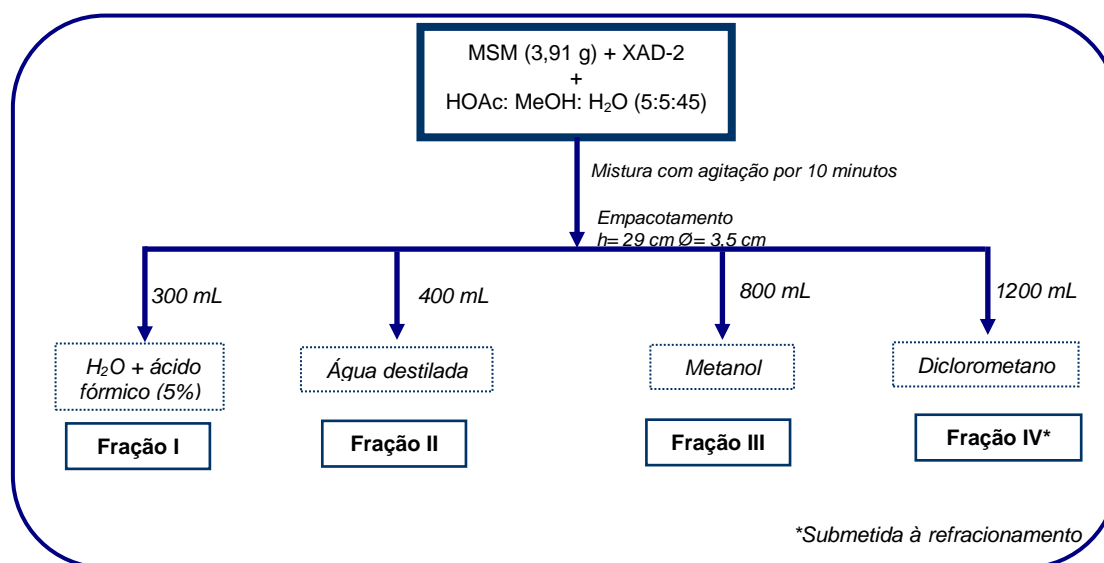 MSM (3,91 g) + XAD-2
+
HOAc: MeOH: H₂O (5:5:45)
Mistura com agitação por 10 minutos
Empacotamento
h= 29 cm Ø= 3,5 cm
300 mL
400 mL
800 mL
1200 mL
H₂O + ácido
fórmico (5%)
Água destilada
Metanol
Diclorometano
Fração I
Fração II
Fração III
Fração IV*
*Submetida à refracionamento